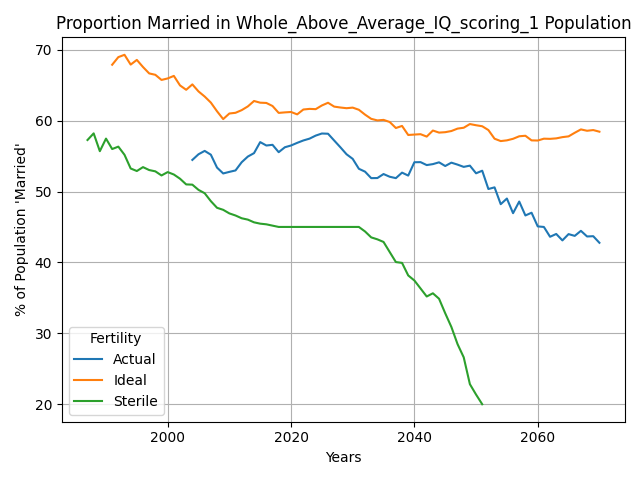 Proportion Married in Whole_Above_Average_IQ_scoring_1 Population
% of Population 'Married'
70
60
50
40
30
20
Fertility
Actual
Ideal
Sterile
2000 2020 2040 2060
Years